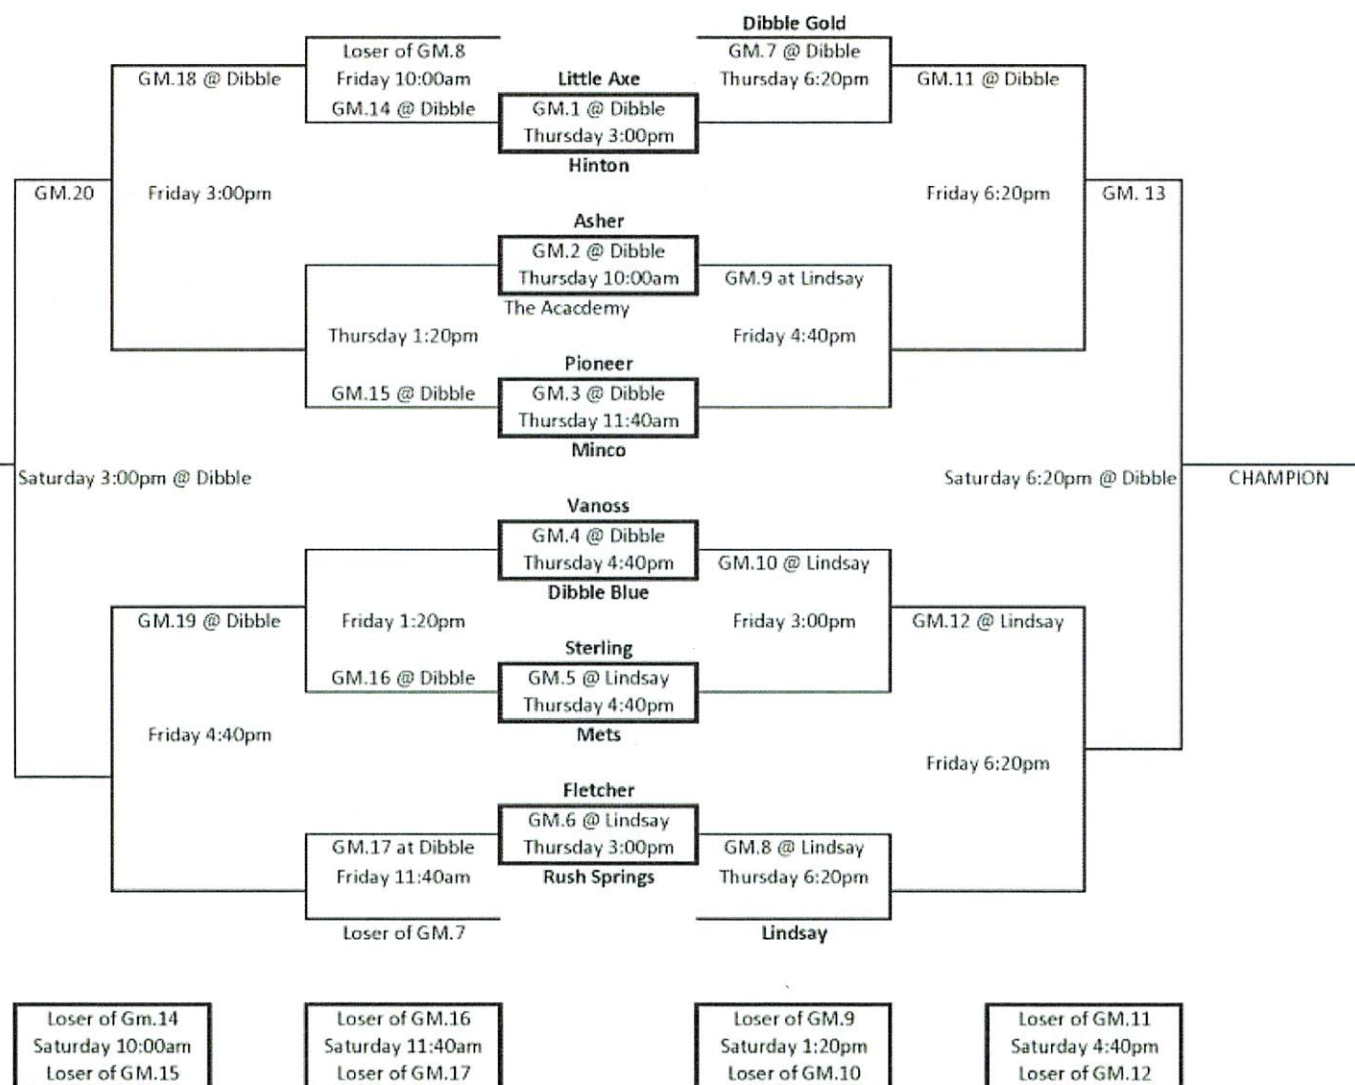 Dibble Gold
Loser of GM.8
GM.7 @ Dibble
GM.18 @ Dibble
Friday 10:00am
Little Axe
Thursday 6:20pm
GM.11 @ Dibble
GM.14 @ Dibble
GM.1 @ Dibble
Thursday 3:00pm
Hinton
GM.20
Friday 3:00pm
Friday 6:20pm
GM. 13
Asher
GM.2 @ Dibble
Thursday 10:00am
GM.9 at Lindsay
The Acacdemy
Thursday 1:20pm
Friday 4:40pm
Pioneer
GM.15 @ Dibble
GM.3 @ Dibble
Thursday 11:40am
Minco
Saturday 3:00pm @ Dibble
Saturday 6:20pm @ Dibble
CHAMPION
Vanoss
GM.4 @ Dibble
Thursday 4:40pm
GM.10 @ Lindsay
Dibble Blue
GM.19 @ Dibble
Friday 1:20pm
Friday 3:00pm
GM.12 @ Lindsay
Sterling
GM.16 @ Dibble
GM.5 @ Lindsay
Thursday 4:40pm
Mets
Friday 4:40pm
Friday 6:20pm
Fletcher
GM.6 @ Lindsay
GM.17 at Dibble
Thursday 3:00pm
GM.8 @ Lindsay
Friday 11:40am
Rush Springs
Thursday 6:20pm
Loser of GM.7
Lindsay
Loser of Gm.14
Saturday 10:00am
Loser of GM.15
Loser of GM.16
Saturday 11:40am
Loser of GM.17
Loser of GM.9
Saturday 1:20pm
Loser of GM.10
Loser of GM.11
Saturday 4:40pm
Loser of GM.12